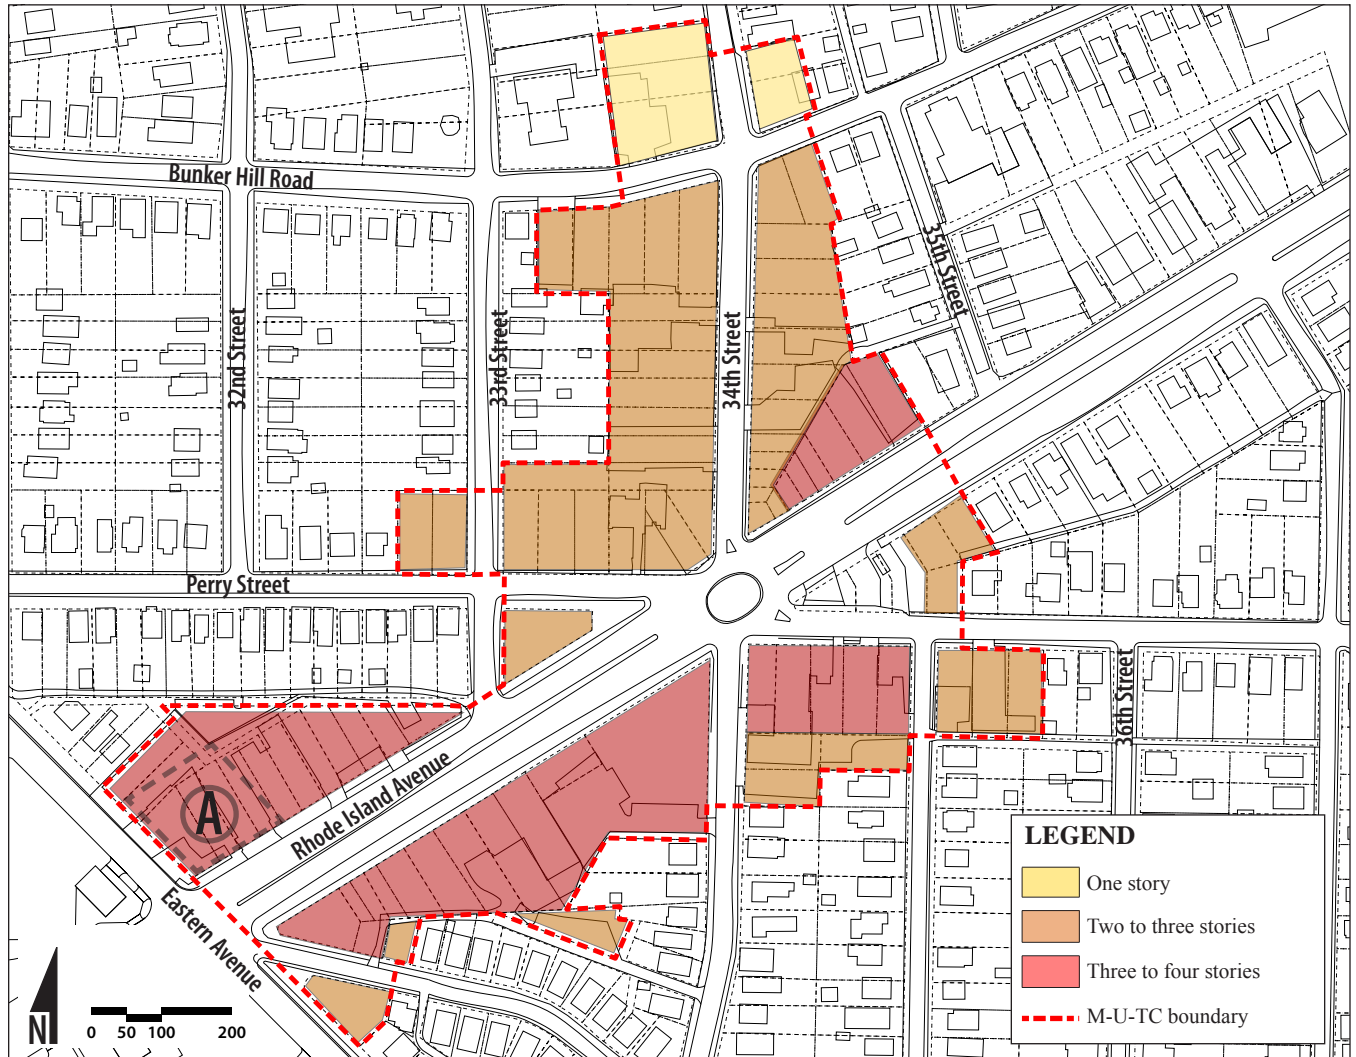 Bunker Hill Road
32nd Street
33rd Street
34th Street
35th Street
Perry Street
36th Street
Rhode Island Avenue
A
Eastern Avenue
N
0 50 100 200
LEGEND
One story
Two to three stories
Three to four stories
M-U-TC boundary